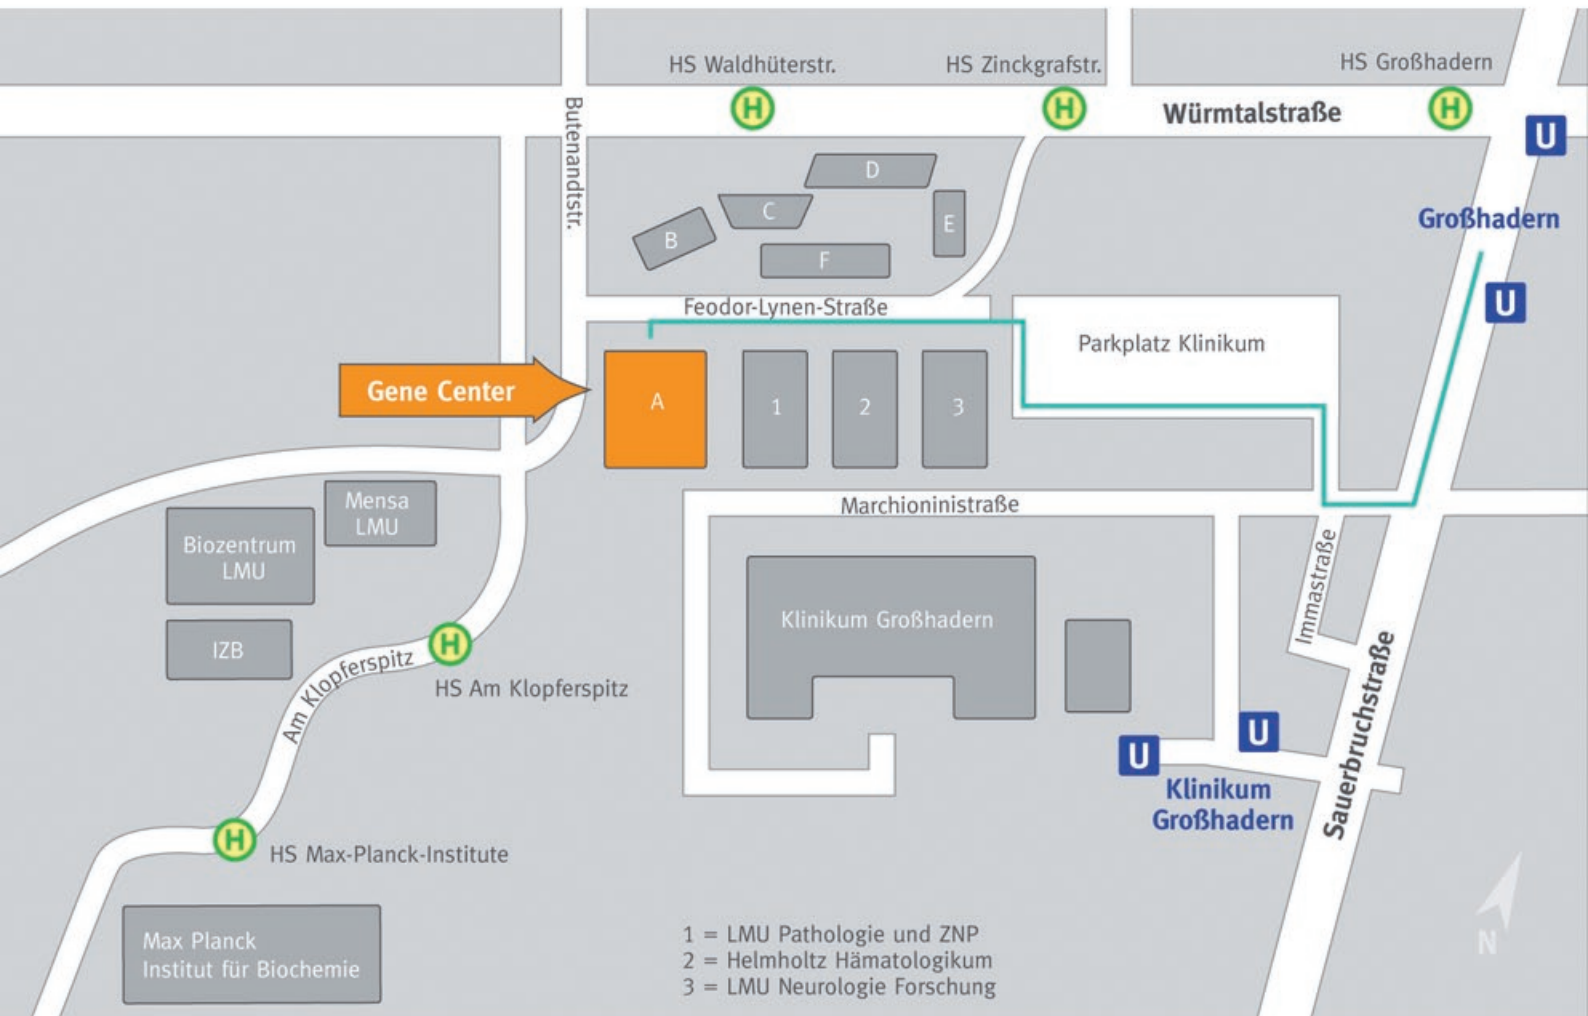 HS Waldhüterstr.
HS Zinckgrafstr.
HS Großhadern
H
H
Würmtalstraße
H
U
Butenandtstr.
D
C
E
B
F
Großhadern
U
Feodor-Lynen-Straße
Parkplatz Klinikum
Gene Center
A
1
2
3
Mensa
LMU
Marchioninistraße
Biozentrum
LMU
Immastraße
Klinikum Großhadern
IZB
H
Am Klopferspitz
HS Am Klopferspitz
Sauerbruchstraße
U
U
Klinikum
Großhadern
H
HS Max-Planck-Institute
Max Planck
Institut für Biochemie
1 = LMU Pathologie und ZNP
2 = Helmholtz Hämatologikum
3 = LMU Neurologie Forschung
N